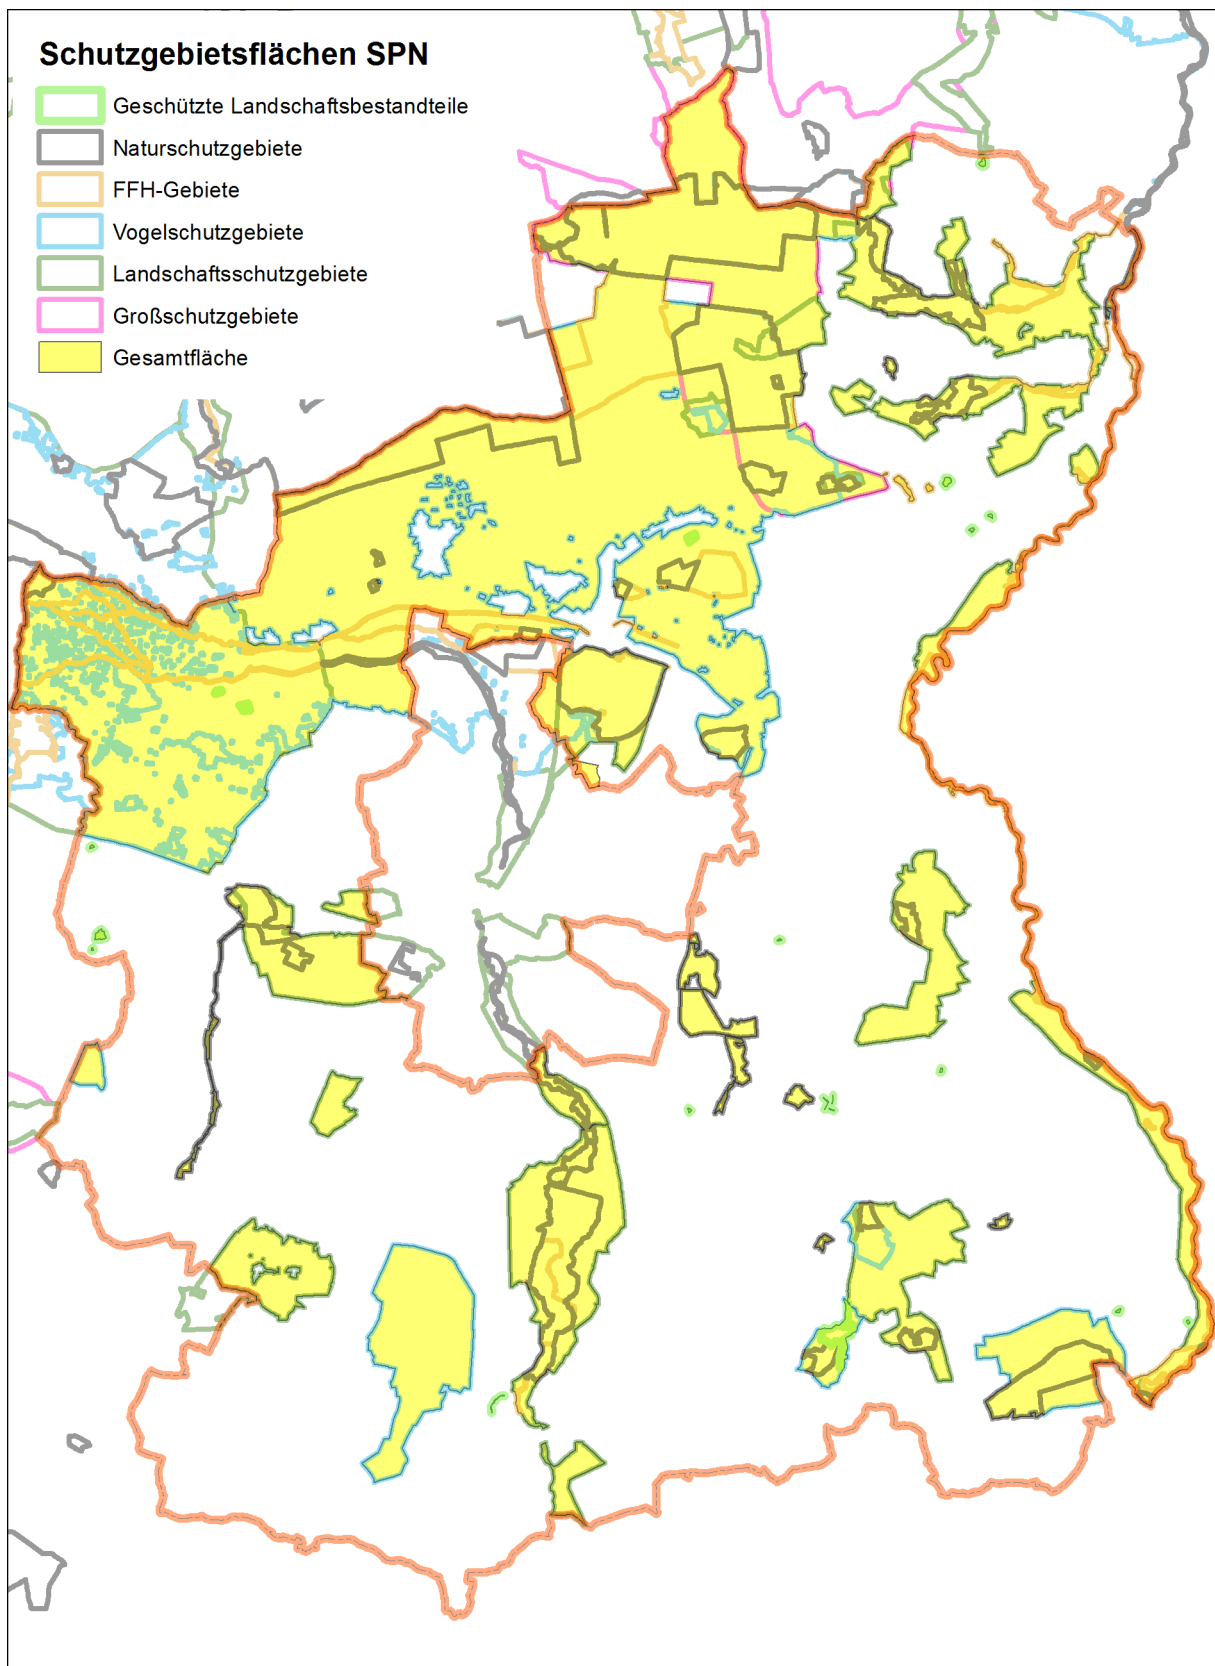 Schutzgebietsflächen SPN
Geschützte Landschaftsbestandteile
Naturschutzgebiete
FFH-Gebiete
Vogelschutzgebiete
Landschaftsschutzgebiete
Großschutzgebiete
Gesamtfläche